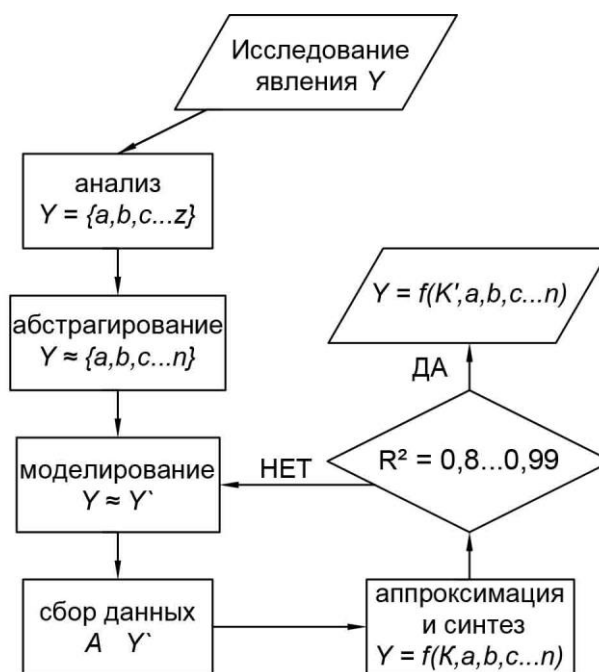 Исследование
явления Y
анализ
Y = {a,b,c...z}
абстрагирование
Y ≈ {a,b,c...n}
моделирование
Y ≈ Y`
сбор данных
A Y`
аппроксимация
и синтез
Y = f(K,a,b,c...n)
R² = 0,8...0,99
НЕТ
ДА
Y = f(K',a,b,c...n)